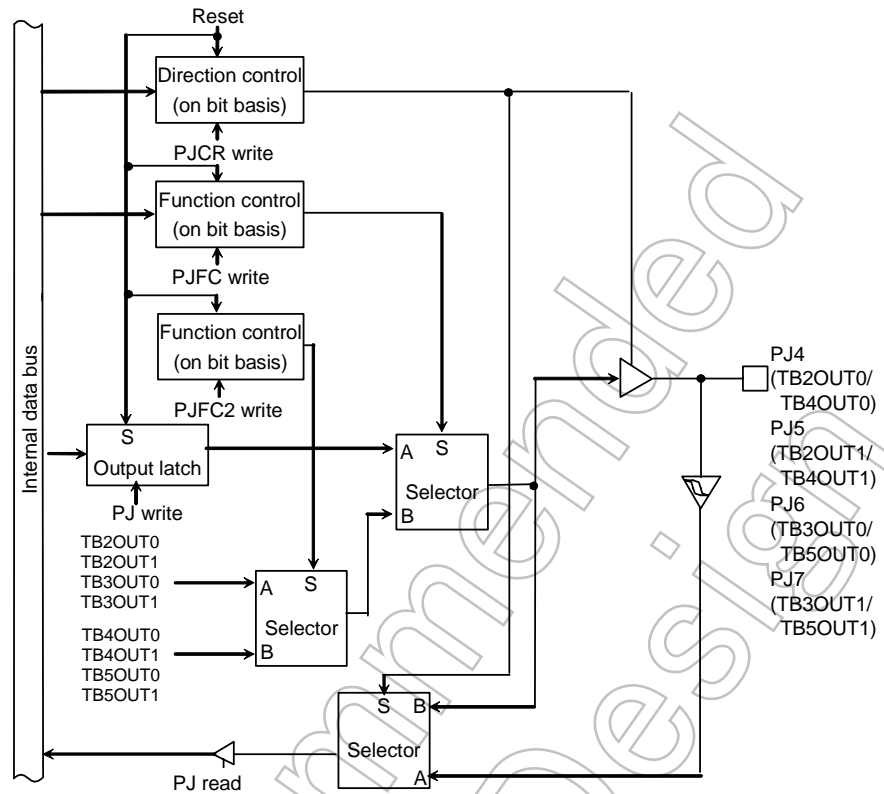 Reset
Direction control
(on bit basis)
PJCR write
Function control
(on bit basis)
PJFC write
Function control
(on bit basis)
PJFC2 write
Internal data bus
S
Output latch
PJ write
A
S
Selector
B
TB2OUT0
TB2OUT1
TB3OUT0
TB3OUT1
TB4OUT0
TB4OUT1
TB5OUT0
TB5OUT1
A
S
Selector
B
S
B
Selector
A
PJ read
PJ4
(TB2OUT0/
TB4OUT0)
PJ5
(TB2OUT1/
TB4OUT1)
PJ6
(TB3OUT0/
TB5OUT0)
PJ7
(TB3OUT1/
TB5OUT1)
mmended
Design